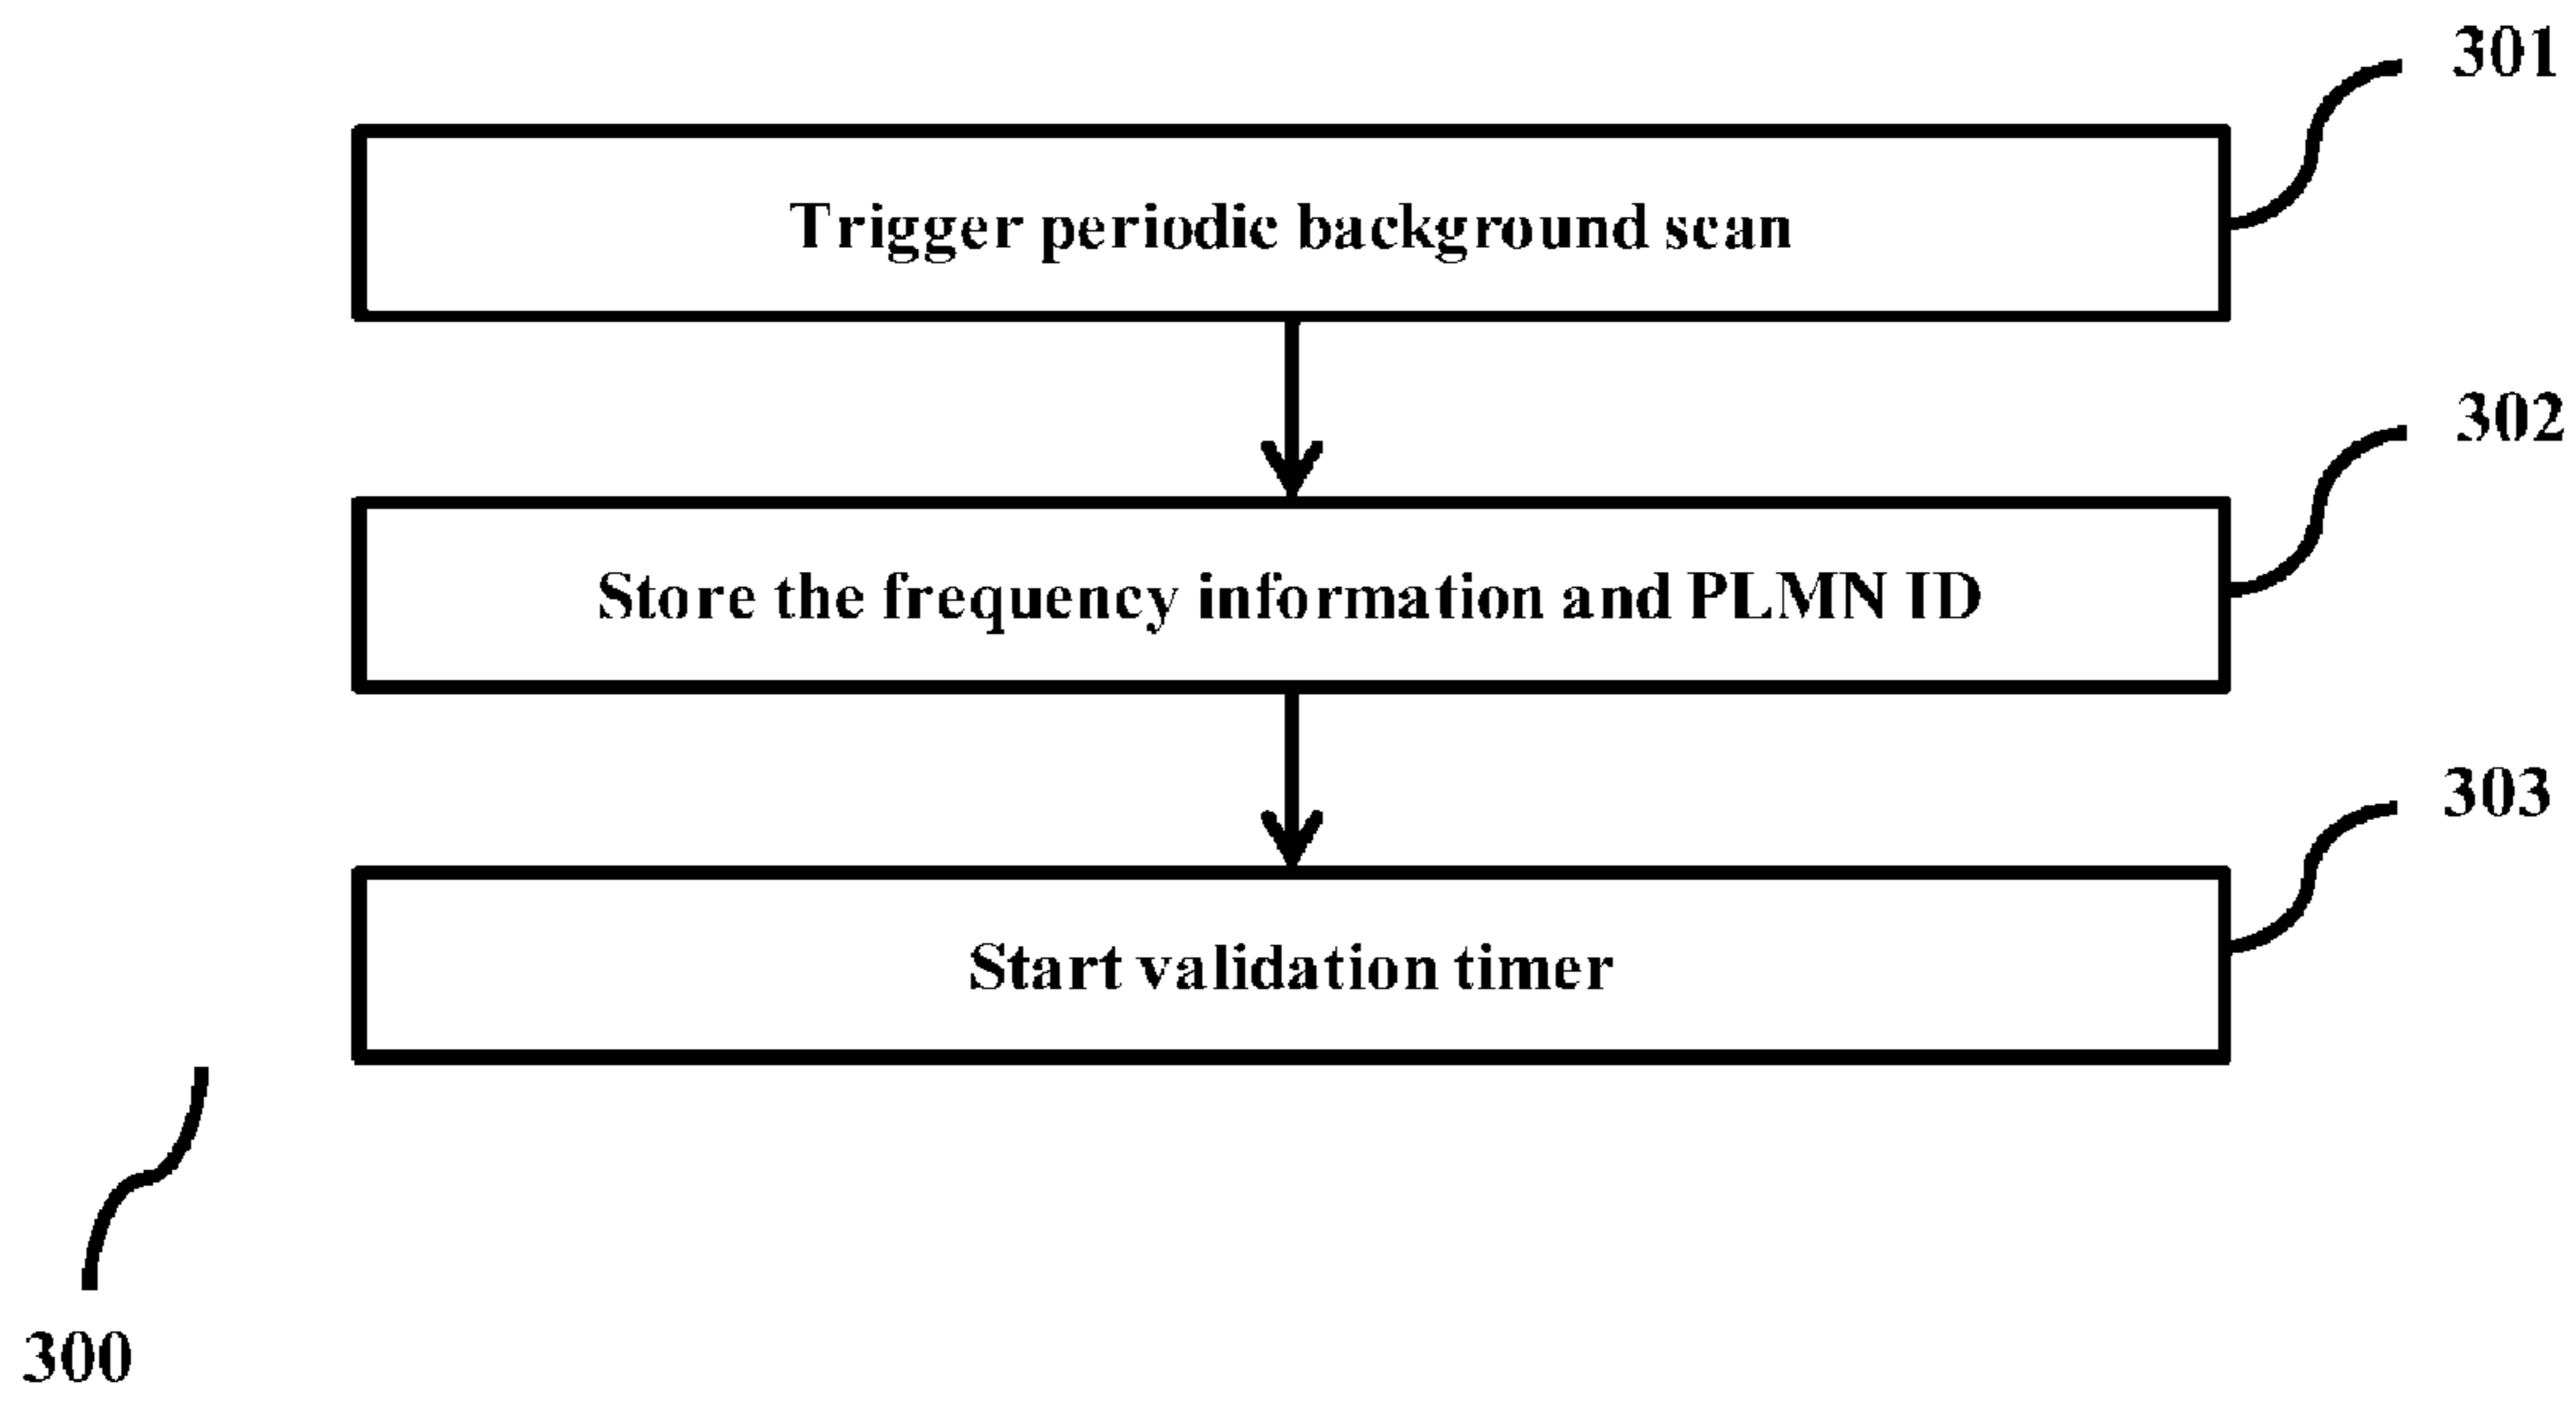 301
Trigger periodic background scan
302
Store the frequency information and PLMN ID
303
Start validation timer
300